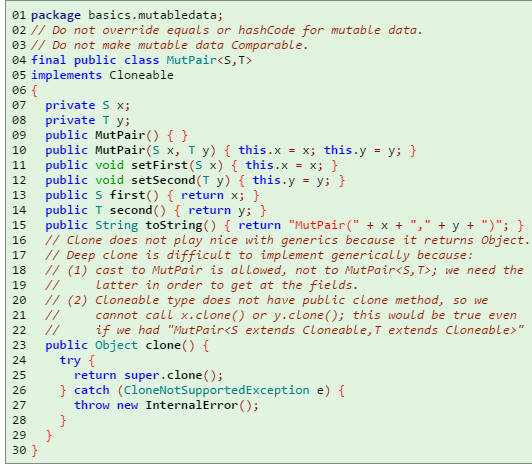 01 package basics.mutabledata;
02 // Do not override equals or hashCode for mutable data.
03 // Do not make mutable data Comparable.
04 final public class MutPair<S,T>
05 implements Cloneable
06 {
07   private S x;
08   private T y;
09   public MutPair() { }
10   public MutPair(S x, T y) { this.x = x; this.y = y; }
11   public void setFirst(S x) { this.x = x; }
12   public void setSecond(T y) { this.y = y; }
13   public S first() { return x; }
14   public T second() { return y; }
15   public String toString() { return "MutPair(" + x + "," + y + ")"; }
16   // Clone does not play nice with generics because it returns Object.
17   // Deep clone is difficult to implement generically because:
18   // (1) cast to MutPair is allowed, not to MutPair<S,T>; we need the
19   //     latter in order to get at the fields.
20   // (2) Cloneable type does not have public clone method, so we
21   //     cannot call x.clone() or y.clone(); this would be true even
22   //     if we had "MutPair<S extends Cloneable,T extends Cloneable>"
23   public Object clone() {
24     try {
25       return super.clone();
26     } catch (CloneNotSupportedException e) {
27       throw new InternalError();
28     }
29   }
30 }